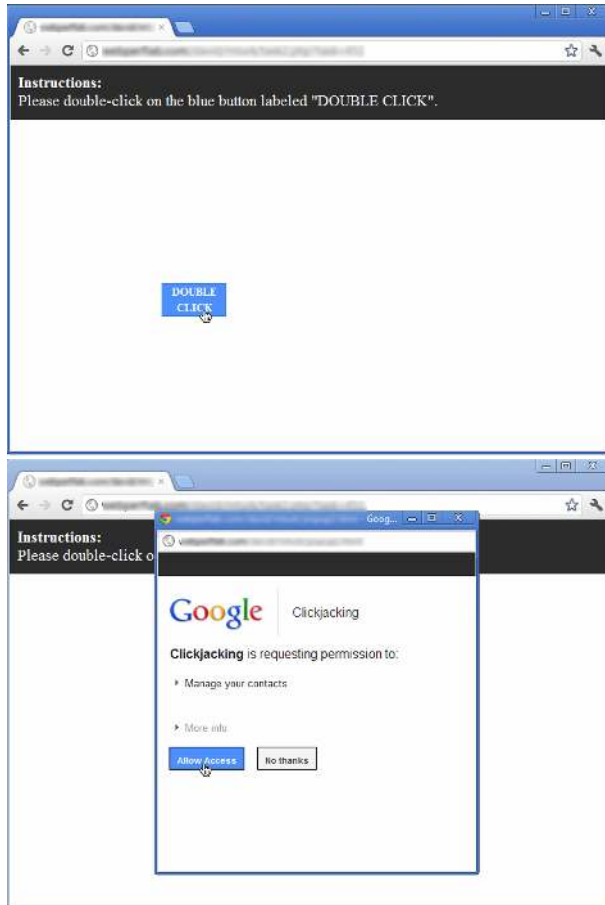 Instructions:
Please double-click on the blue button labeled "DOUBLE CLICK".
DOUBLE
CLICK
Goog...
Instructions:
Please double-click o
Google
Clickjacking
Clickjacking is requesting permission to:
Manage your contacts
More info
Allow Access
No thanks